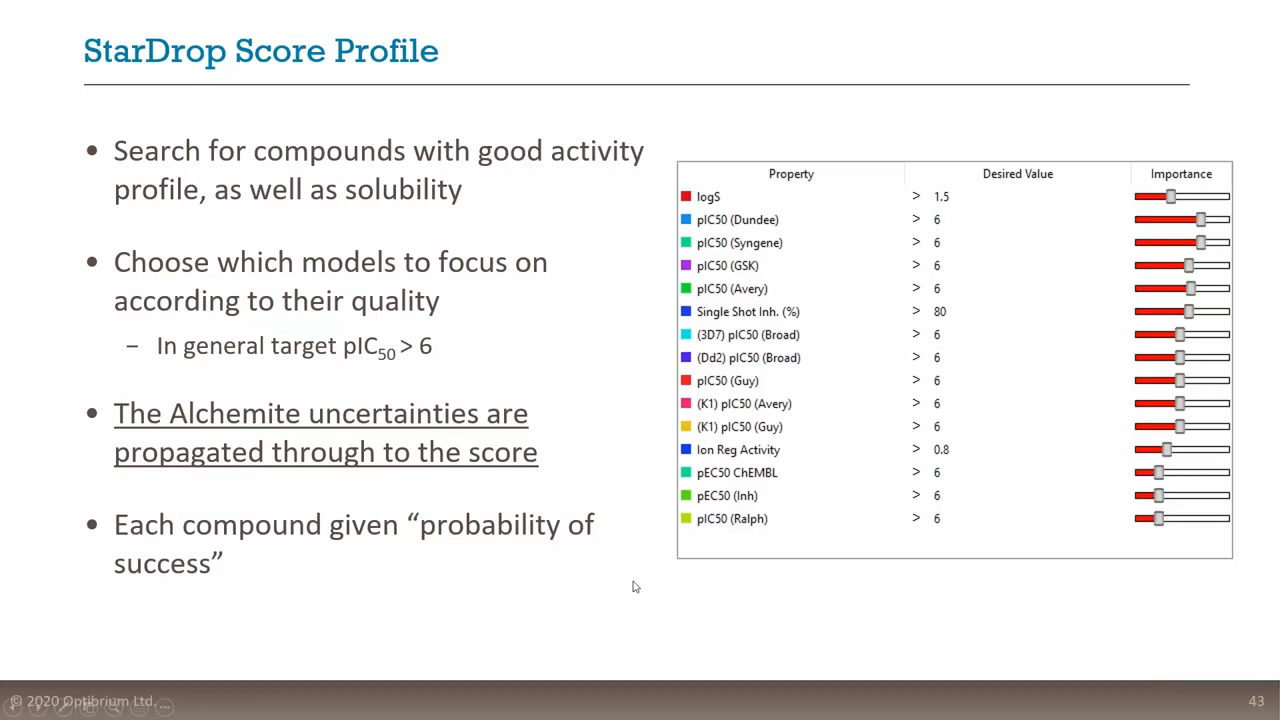 StarDrop Score Profile
• Search for compounds with good activity
profile, as well as solubility
• Choose which models to focus on
according to their quality
− In general target pIC50 > 6
• The Alchemite uncertainties are
propagated through to the score
• Each compound given “probability of
success”
Property Desired Value Importance
logS > 1.5
pIC50 (Dundee) > 6
pIC50 (Syngene) > 6
pIC50 (GSK) > 6
pIC50 (Avery) > 6
Single Shot Inh. (%) > 80
(3D7) pIC50 (Broad) > 6
(Dd2) pIC50 (Broad) > 6
pIC50 (Guy) > 6
(K1) pIC50 (Avery) > 6
(K1) pIC50 (Guy) > 6
Ion Reg Activity > 0.8
pEC50 ChEMBL > 6
pEC50 (Inh) > 6
pIC50 (Ralph) > 6
© 2020 Optibrium Ltd. 43